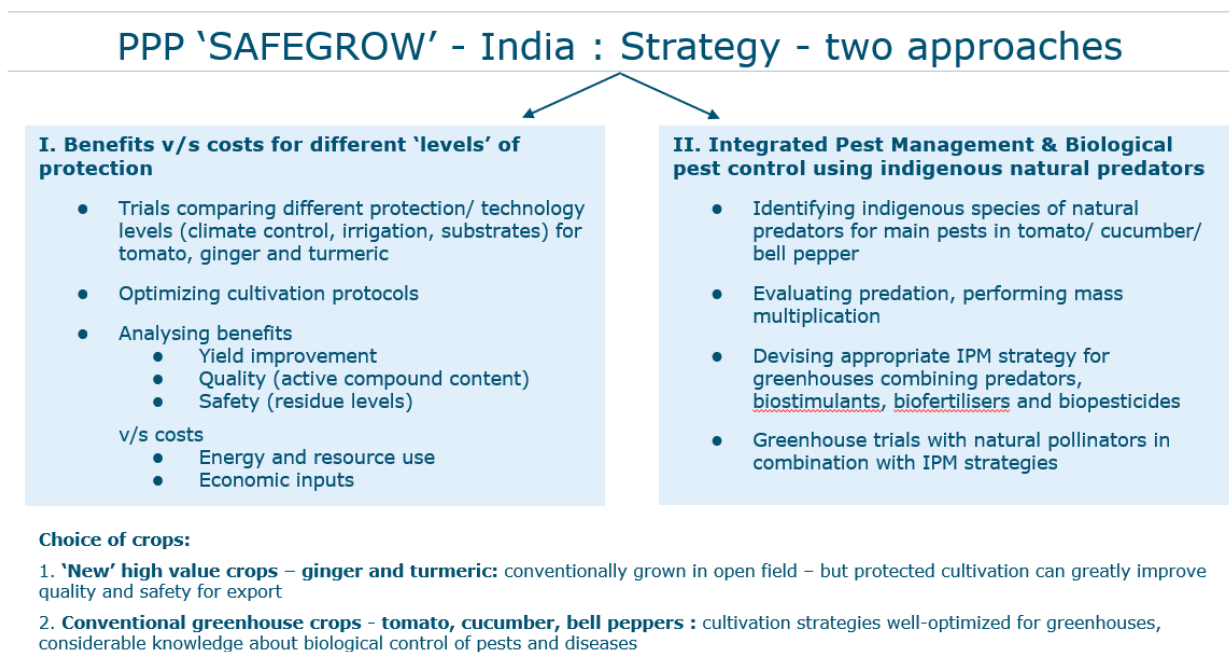 PPP ‘SAFEGROW’ - India : Strategy - two approaches
I. Benefits v/s costs for different ‘levels’ of
protection
● Trials comparing different protection/ technology
levels (climate control, irrigation, substrates) for
tomato, ginger and turmeric
● Optimizing cultivation protocols
● Analysing benefits
● Yield improvement
● Quality (active compound content)
● Safety (residue levels)
v/s costs
● Energy and resource use
● Economic inputs
II. Integrated Pest Management & Biological
pest control using indigenous natural predators
● Identifying indigenous species of natural
predators for main pests in tomato/ cucumber/
bell pepper
● Evaluating predation, performing mass
multiplication
● Devising appropriate IPM strategy for
greenhouses combining predators,
biostimulants, biofertilisers and biopesticides
● Greenhouse trials with natural pollinators in
combination with IPM strategies
Choice of crops:
1. ‘New’ high value crops – ginger and turmeric: conventionally grown in open field – but protected cultivation can greatly improve
quality and safety for export
2. Conventional greenhouse crops - tomato, cucumber, bell peppers : cultivation strategies well-optimized for greenhouses,
considerable knowledge about biological control of pests and diseases